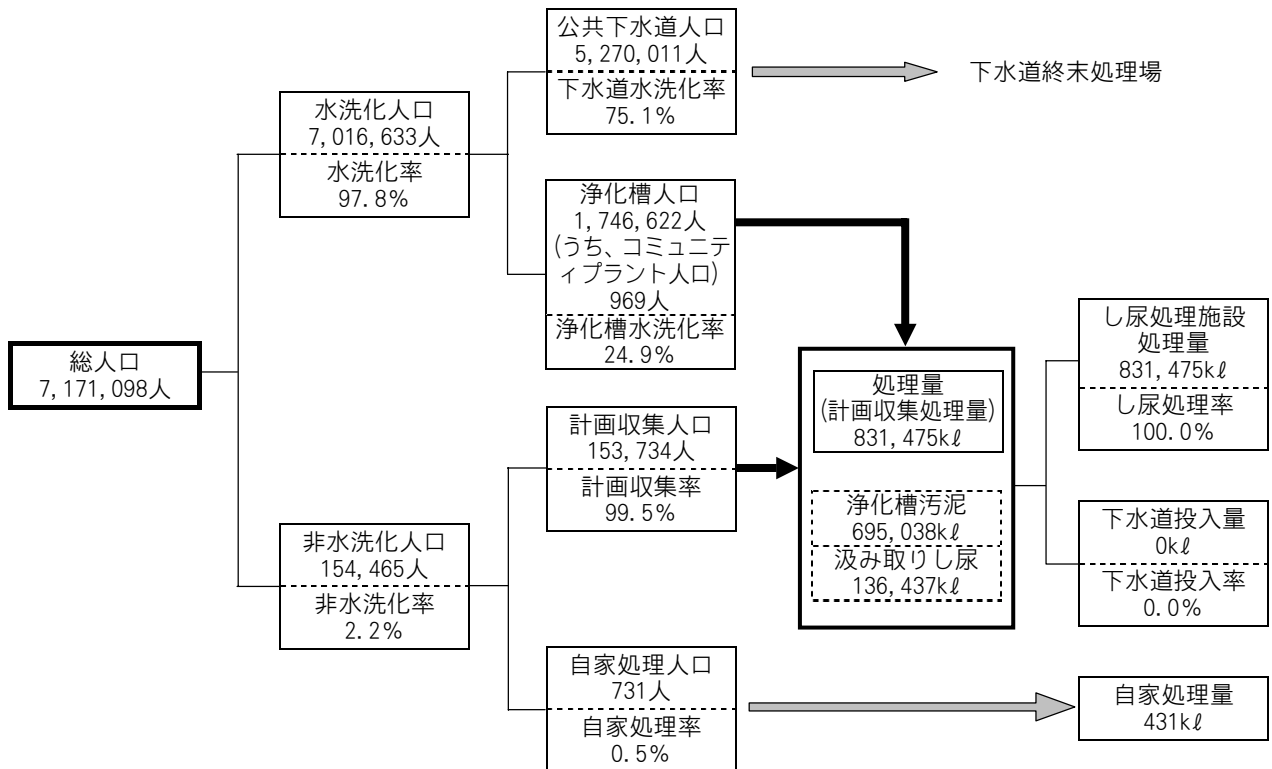 公共下水道人口
5,270,011人
下水道水洗化率
75.1%
下水道終末処理場
水洗化人口
7,016,633人
水洗化率
97.8%
浄化槽人口
1,746,622人
(うち、コミュニテ
ィプラント人口)
969人
浄化槽水洗化率
24.9%
総人口
7,171,098人
処理量
(計画収集処理量)
831,475kℓ
浄化槽汚泥
695,038kℓ
汲み取りし尿
136,437kℓ
し尿処理施設
処理量
831,475kℓ
し尿処理率
100.0%
計画収集人口
153,734人
計画収集率
99.5%
下水道投入量
0kℓ
下水道投入率
0.0%
非水洗化人口
154,465人
非水洗化率
2.2%
自家処理人口
731人
自家処理率
0.5%
自家処理量
431kℓ